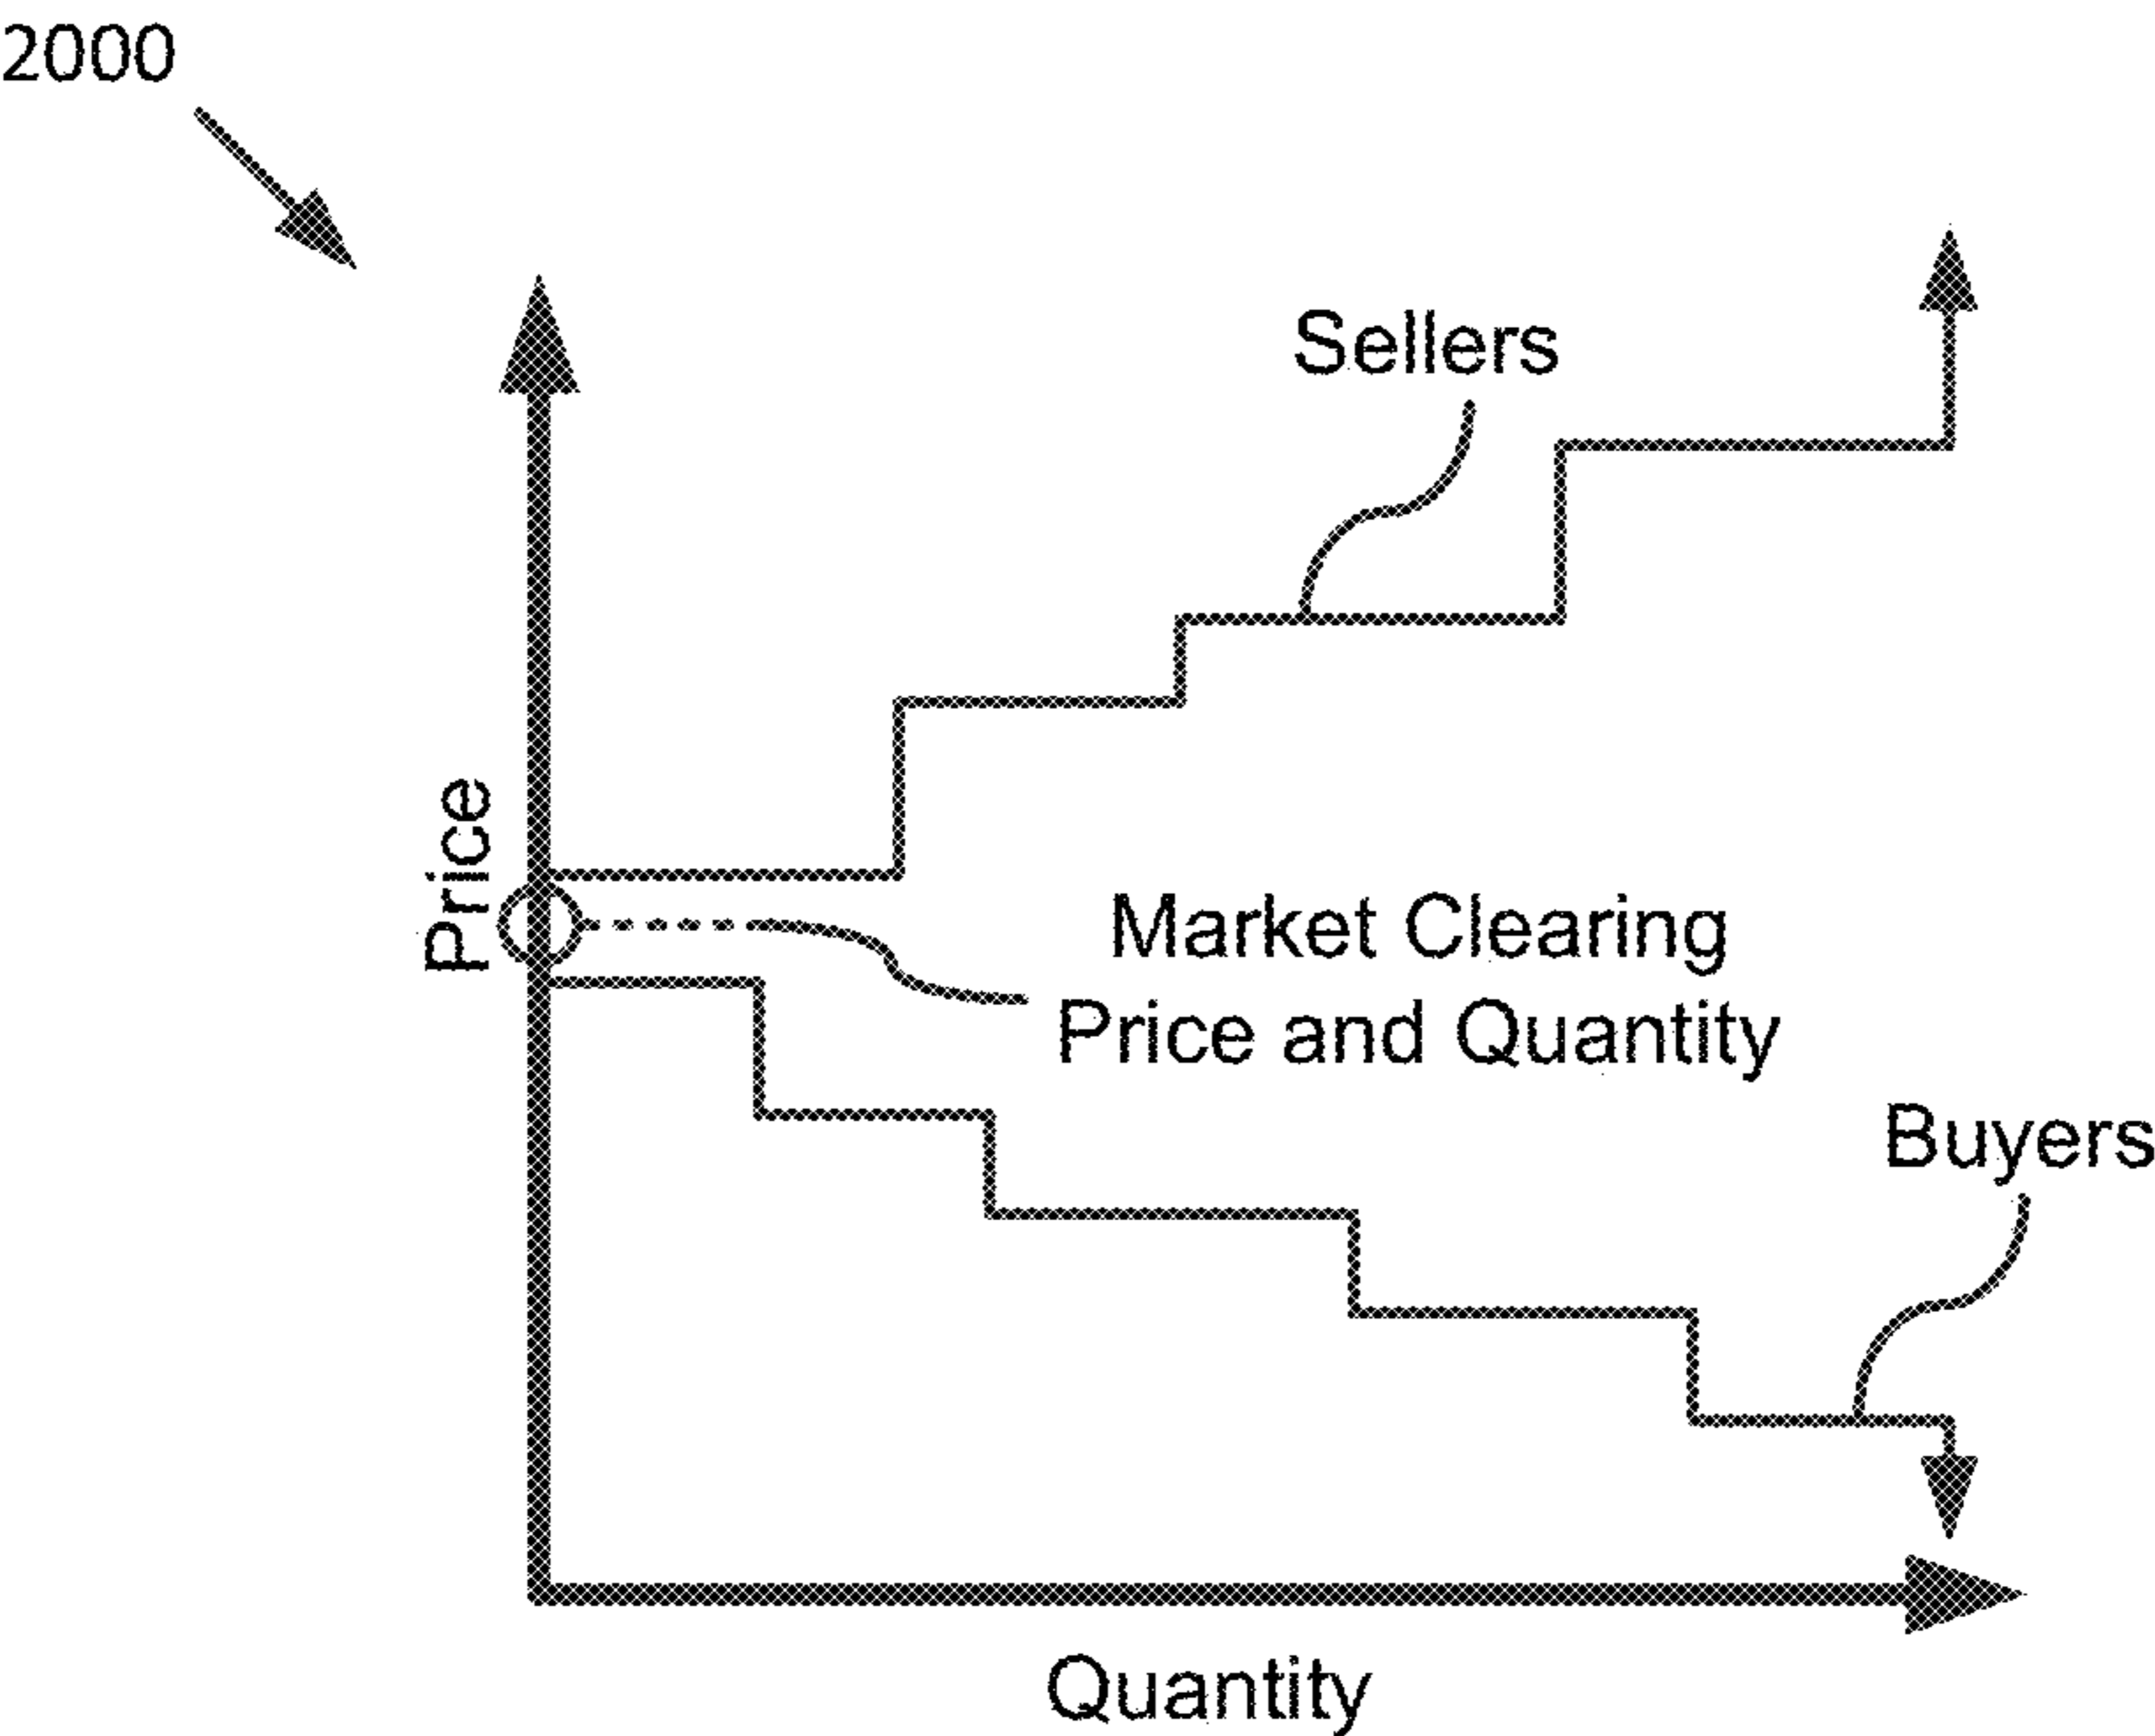 2000
Sellers
Price
Market Clearing
Price and Quantity
Buyers
Quantity